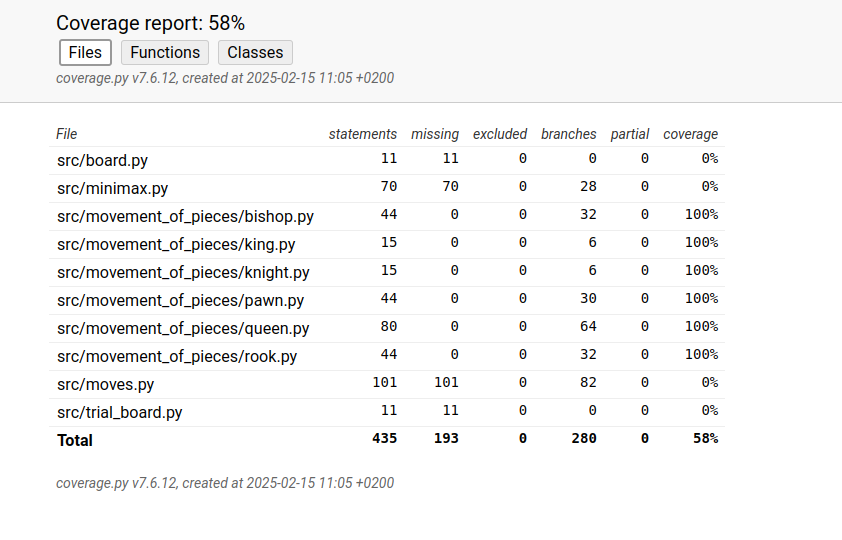 Coverage report: 58%
Files Functions Classes
coverage.py v7.6.12, created at 2025-02-15 11:05 +0200
File statements missing excluded branches partial coverage
src/board.py 11 11 0 0 0 0%
src/minimax.py 70 70 0 28 0 0%
src/movement_of_pieces/bishop.py 44 0 0 32 0 100%
src/movement_of_pieces/king.py 15 0 0 6 0 100%
src/movement_of_pieces/knight.py 15 0 0 6 0 100%
src/movement_of_pieces/pawn.py 44 0 0 30 0 100%
src/movement_of_pieces/queen.py 80 0 0 64 0 100%
src/movement_of_pieces/rook.py 44 0 0 32 0 100%
src/moves.py 101 101 0 82 0 0%
src/trial_board.py 11 11 0 0 0 0%
Total 435 193 0 280 0 58%
coverage.py v7.6.12, created at 2025-02-15 11:05 +0200